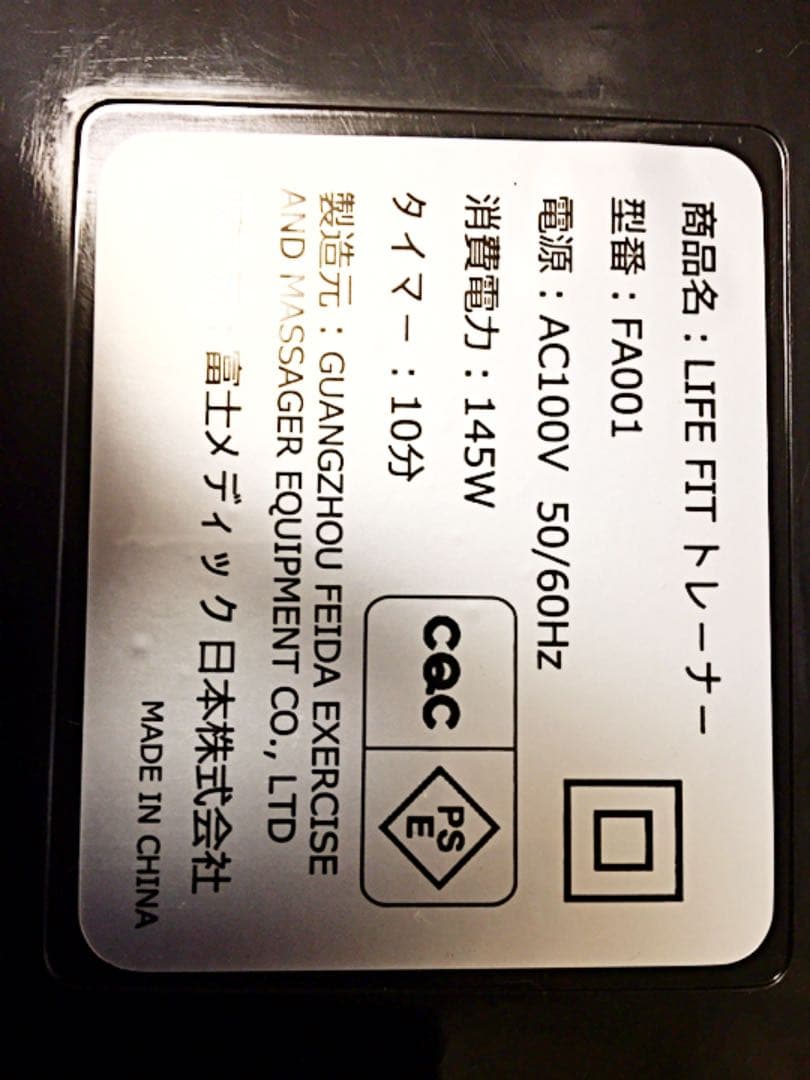 商品名：LIFE FIT トレーナー
型番：FA001
電源：AC100V 50/60Hz
消費電力：145W
タイマー：10分
CQC
PS
E
製造元：GUANGZHOU FEIDA EXERCISE
AND MASSAGER EQUIPMENT CO., LTD
富士メディック日本株式会社
MADE IN CHINA